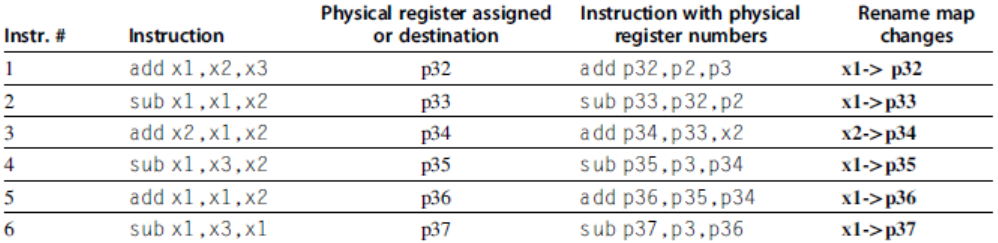 Instr. # Instruction Physical register assigned or destination Instruction with physical register numbers Rename map changes
1 add x1,x2,x3 p32 add p32,p2,p3 x1-> p32
2 sub x1,x1,x2 p33 sub p33,p32,p2 x1->p33
3 add x2,x1,x2 p34 add p34,p33,x2 x2->p34
4 sub x1,x3,x2 p35 sub p35,p3,p34 x1->p35
5 add x1,x1,x2 p36 add p36,p35,p34 x1->p36
6 sub x1,x3,x1 p37 sub p37,p3,p36 x1->p37